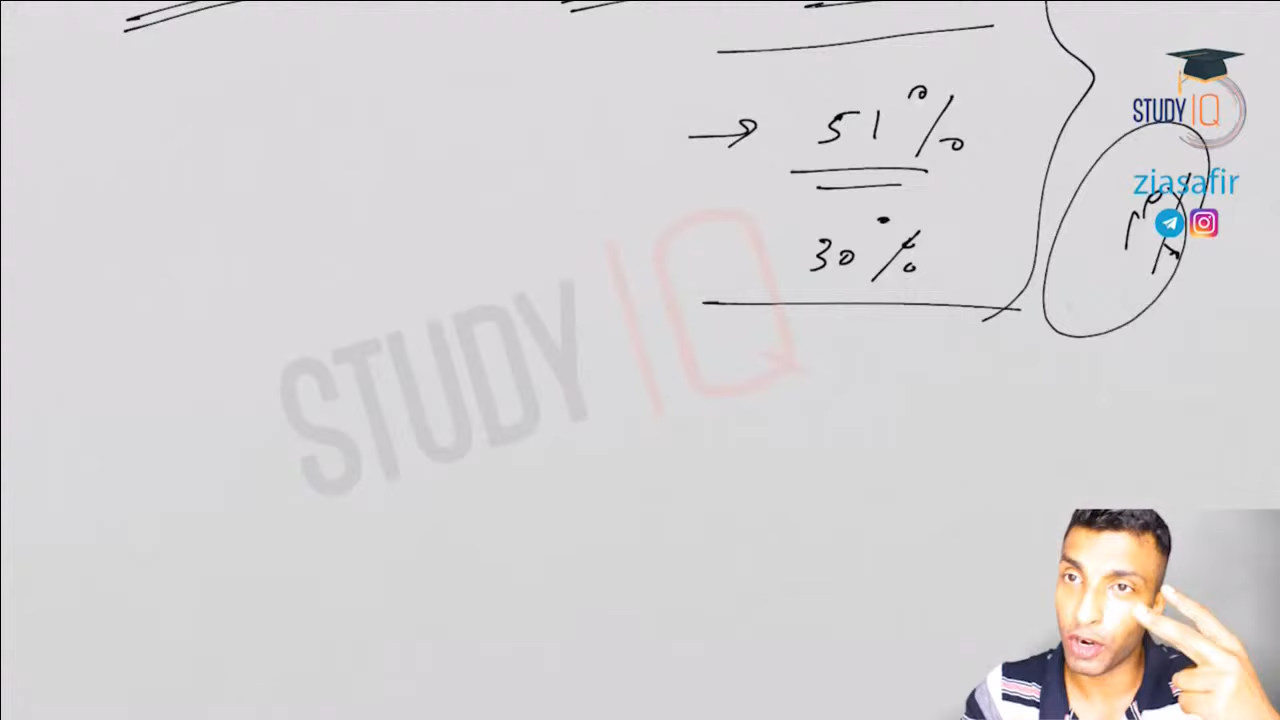 → 51%
30%
STUDY IQ
ziasafir
STUDY IQ